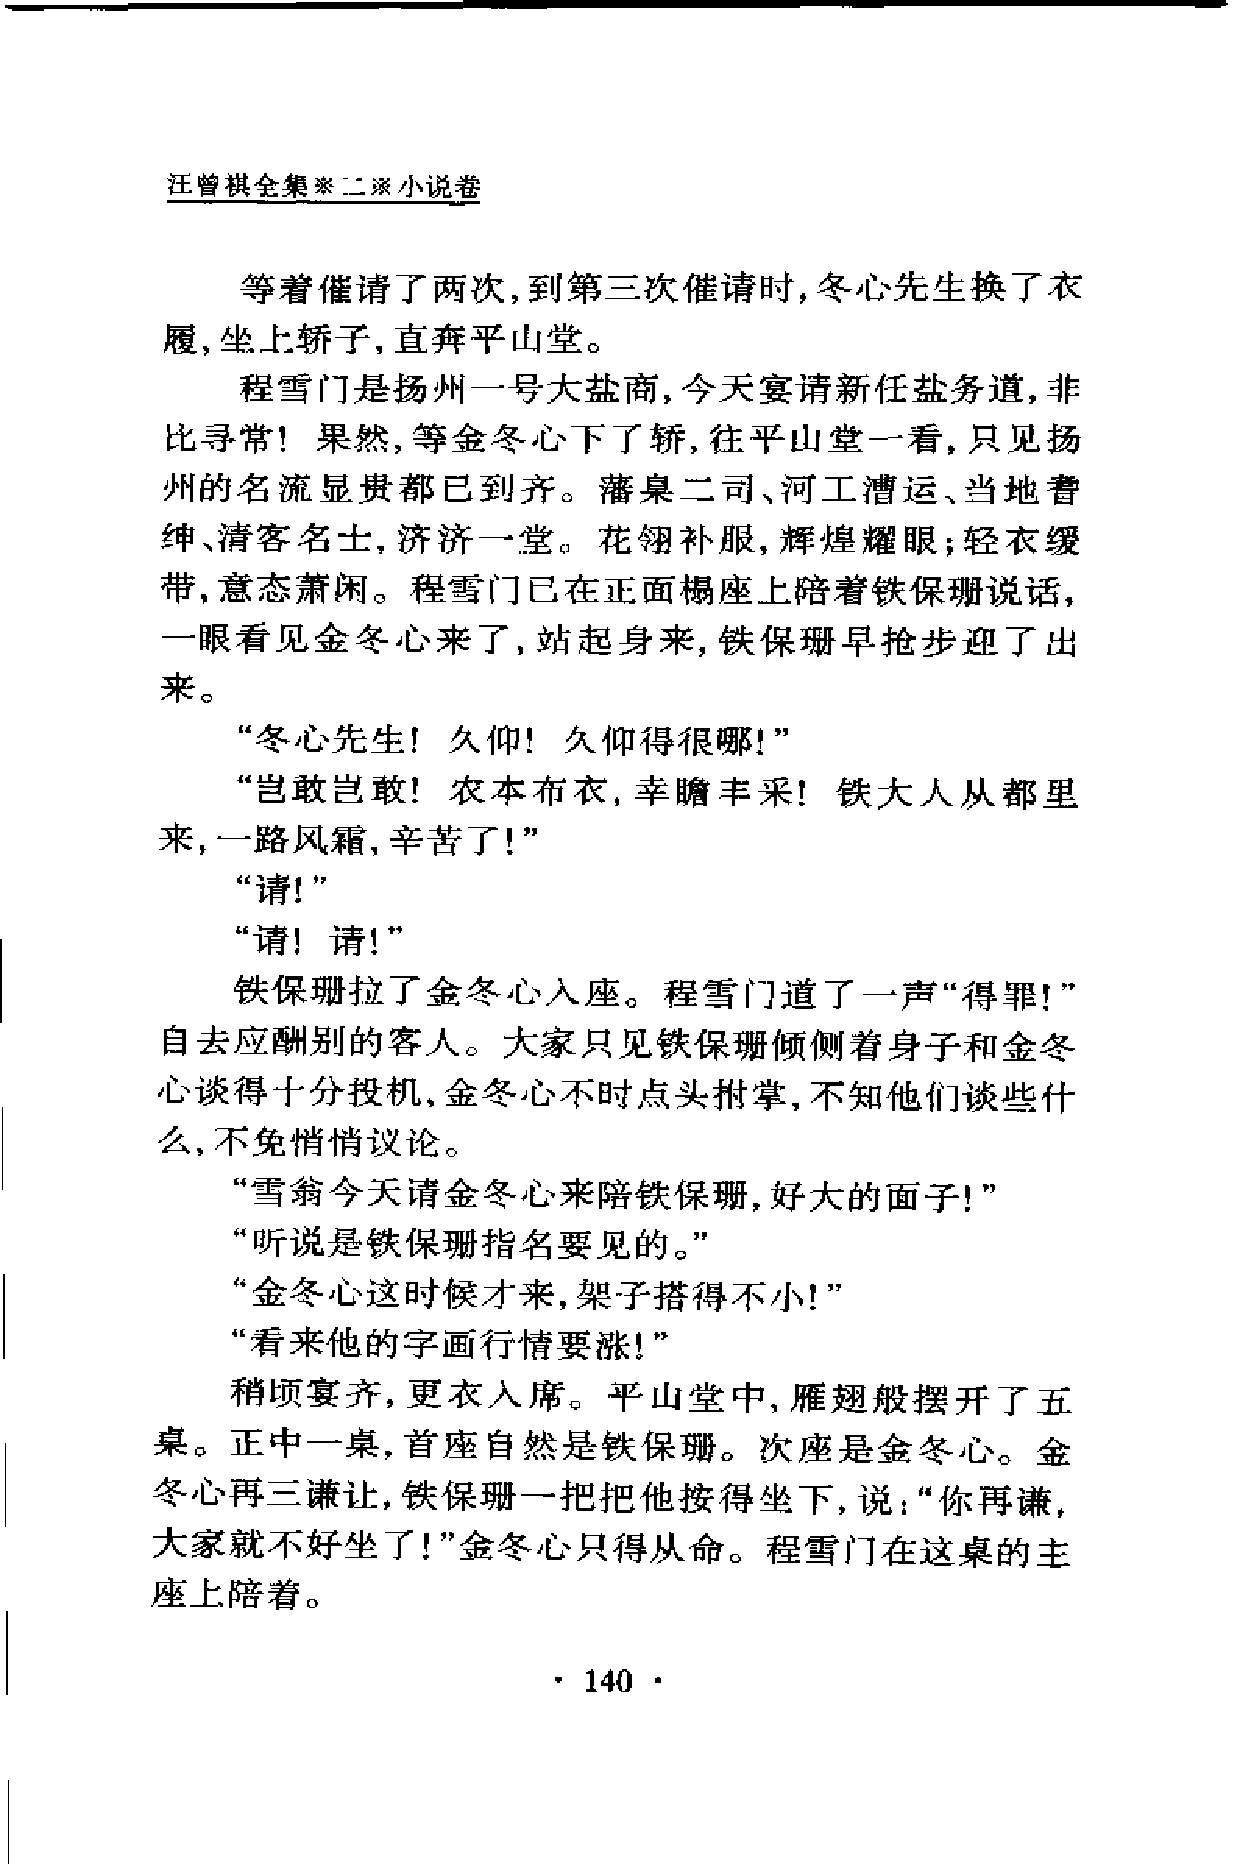 汪曾祺全集※二※小说卷
等着催请了两次,到第三次催请时,冬心先生换了衣
履,坐上轿子,直奔平山堂。
程雪门是扬州一号大盐商,今天宴请新任盐务道,非
比寻常! 果然,等金冬心下了轿,往平山堂一看,只见扬
州的名流显贵都已到齐。藩臬二司、河工漕运、当地耆
绅、清客名士,济济一堂。花翎补服,辉煌耀眼;轻衣缓
带,意态萧闲。程雪门已在正面榻座上陪着铁保珊说话,
一眼看见金冬心来了,站起身来,铁保珊早抢步迎了出
来。
“冬心先生! 久仰! 久仰得很哪!”
“岂敢岂敢! 农本布衣,幸瞻丰采! 铁大人从都里
来,一路风霜,辛苦了!”
“请!”
“请! 请!”
铁保珊拉了金冬心入座。程雪门道了一声“得罪!”
自去应酬别的客人。大家只见铁保珊倾侧着身子和金冬
心谈得十分投机,金冬心不时点头拊掌,不知他们谈些什
么,不免悄悄议论。
“雪翁今天请金冬心来陪铁保珊,好大的面子!”
“听说是铁保珊指名要见的。”
“金冬心这时候才来,架子搭得不小!”
“看来他的字画行情要涨!”
稍顷宴齐,更衣入席。平山堂中,雁翅般摆开了五
桌。正中一桌,首座自然是铁保珊。次座是金冬心。金
冬心再三谦让,铁保珊一把把他按得坐下,说:“你再谦,
大家就不好坐了!”金冬心只得从命。程雪门在这桌的主
座上陪着。
· 140 ·